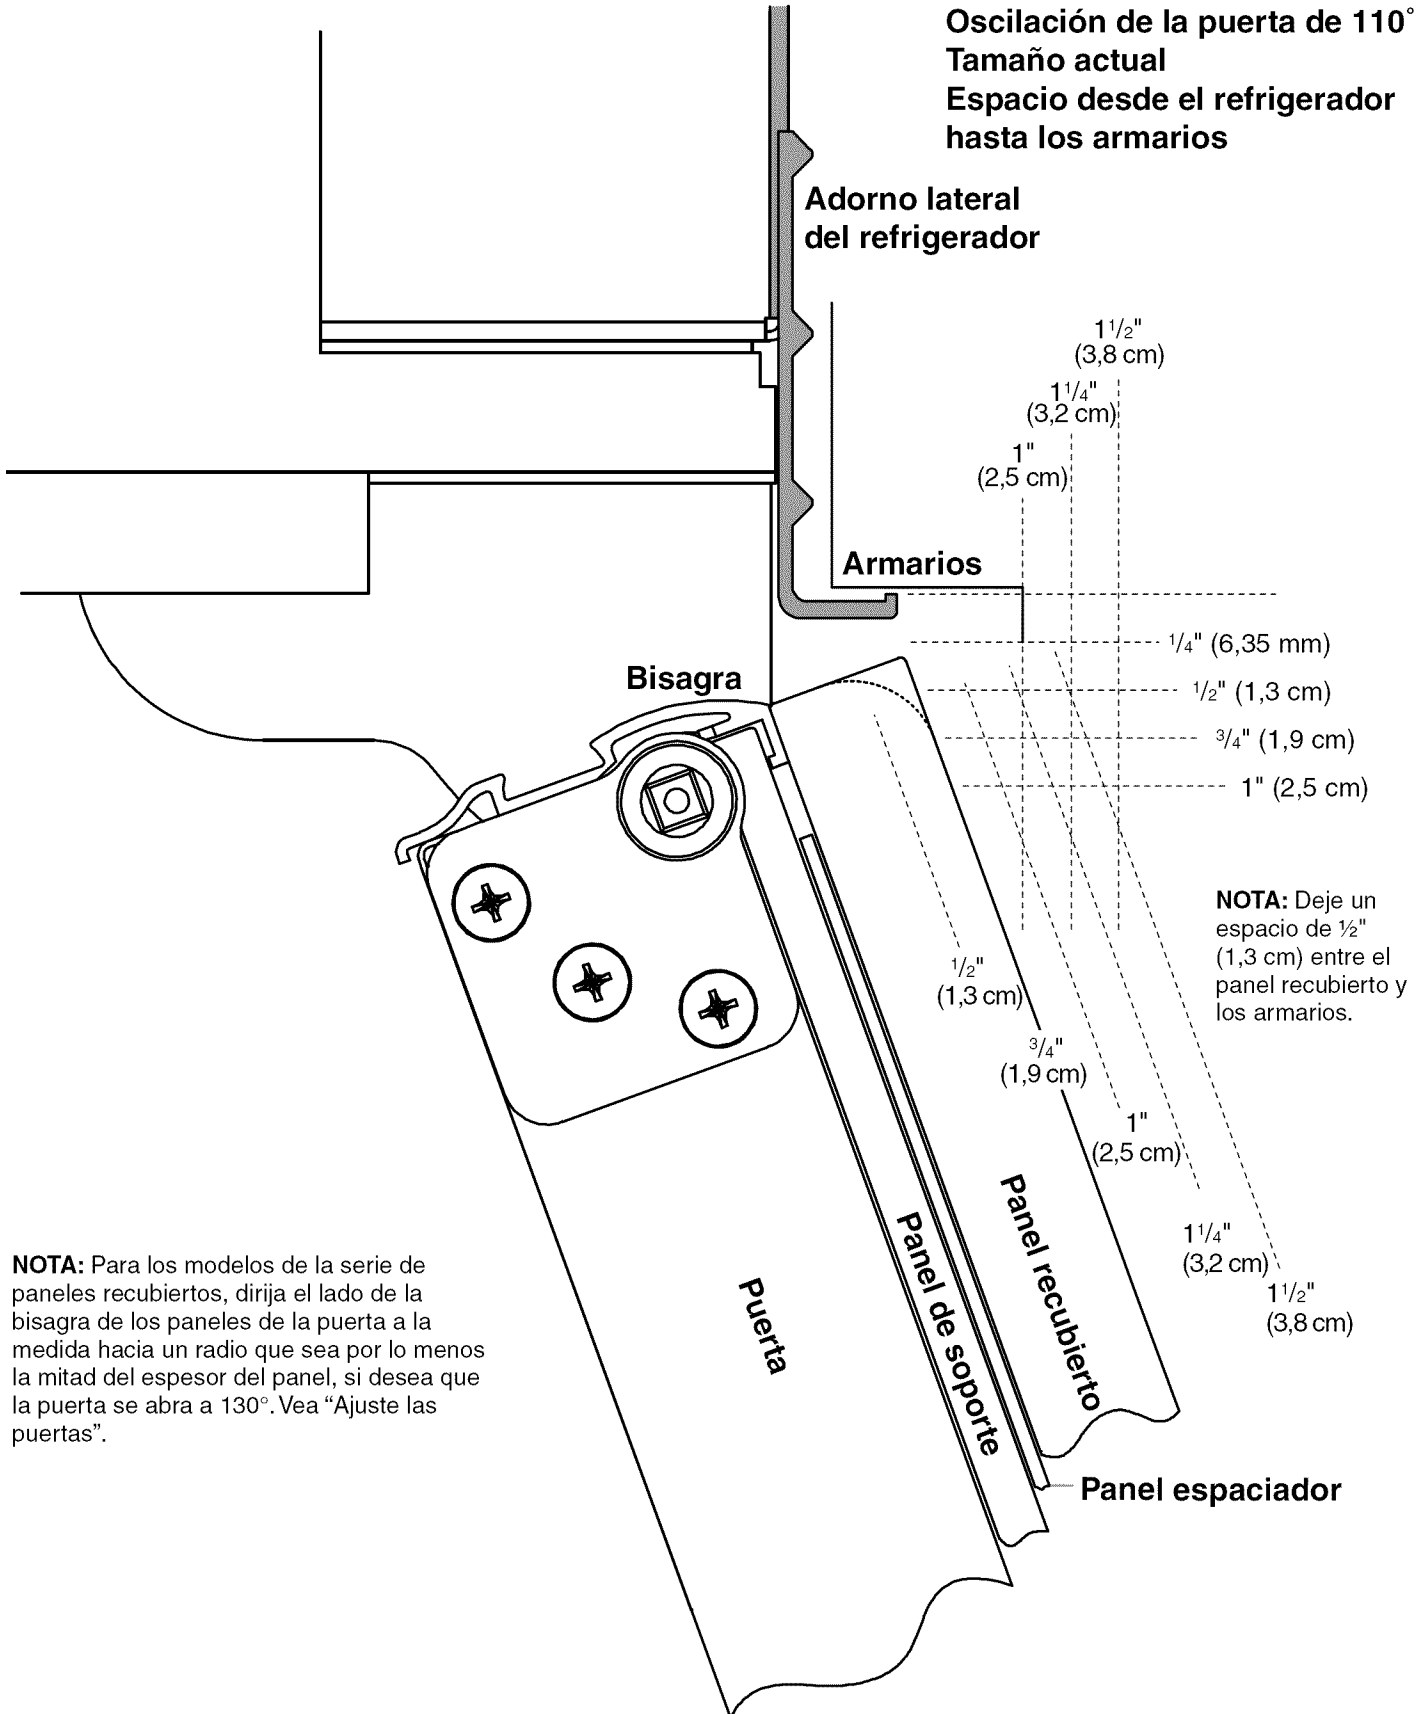 Oscilación de la puerta de 110°
Tamaño actual
Espacio desde el refrigerador
hasta los armarios
Adorno lateral
del refrigerador
1 1/2"
(3,8 cm)
1 1/4"
(3,2 cm)
1"
(2,5 cm)
Armarios
1/4" (6,35 mm)
Bisagra
1/2" (1,3 cm)
3/4" (1,9 cm)
1" (2,5 cm)
NOTA: Deje un
espacio de ½"
(1,3 cm) entre el
panel recubierto y
los armarios.
1/2"
(1,3 cm)
3/4"
(1,9 cm)
1"
(2,5 cm)
1 1/4"
(3,2 cm)
1 1/2"
(3,8 cm)
Panel recubierto
Panel de soporte
Puerta
NOTA: Para los modelos de la serie de
paneles recubiertos, dirija el lado de la
bisagra de los paneles de la puerta a la
medida hacia un radio que sea por lo menos
la mitad del espesor del panel, si desea que
la puerta se abra a 130°. Vea “Ajuste las
puertas”.
Panel espaciador